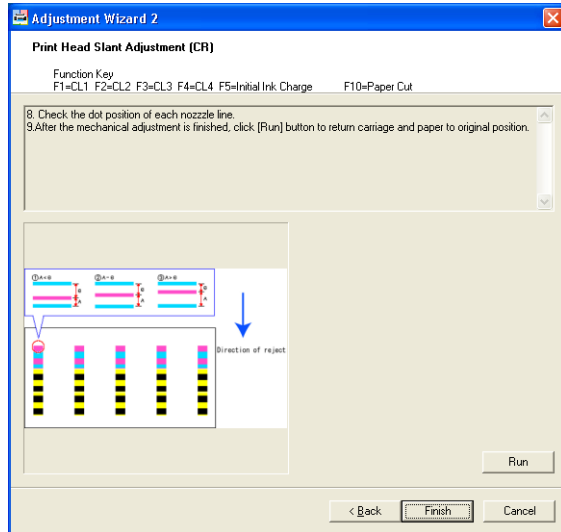 Adjustment Wizard 2
Print Head Slant Adjustment (CR)
Function Key
F1=CL1 F2=CL2 F3=CL3 F4=CL4 F5=Initial Ink Charge F10=Paper Cut
8. Check the dot position of each nozzzle line.
9.After the mechanical adjustment is finished, click [Run] button to return carriage and paper to original position.
B
A
B
A
B
A
Direction of reject
Run
< Back Finish Cancel